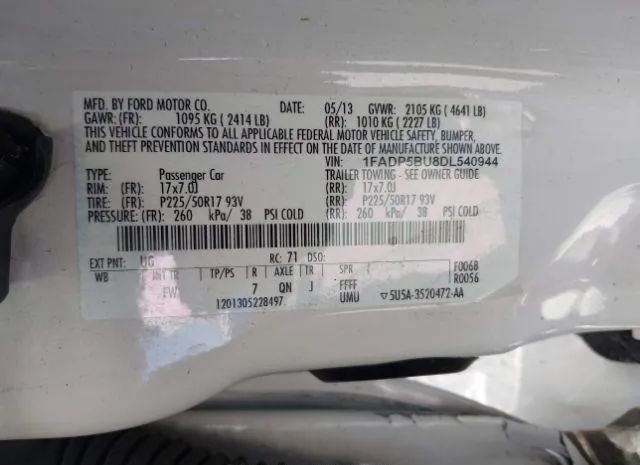 MFD. BY FORD MOTOR CO. DATE: 05/13 GVWR: 2105 KG ( 4641 LB)
GAWR: (FR): 1095 KG ( 2414 LB) (RR): 1010 KG ( 2227 LB)
THIS VEHICLE CONFORMS TO ALL APPLICABLE FEDERAL MOTOR VEHICLE SAFETY, BUMPER,
AND THEFT PREVENTION STANDARDS IN EFFECT ON THE DATE OF MANUFACTURE SHOWN ABOVE.
VIN: 1FADP5BU8DL540944
TYPE: Passenger Car TRAILER TOWING - SEE OWNER GUIDE
RIM: (FR) 17x7.0J (RR): 17x7.0J
TIRE: (FR) P225/50R17 93V (RR): P225/50R17 93V
PRESSURE: (FR) 260 kPa/ 38 PSI COLD (RR): 260 kPa/ 38 PSI COLD
EXT PNT: UG RC: 71 DSO: F0068
WB INT TR TP/PS R AXLE TR SPR R0056
FW 7 QN J FFFF
1201305228497 UMU ▽5U5A-3520472-AA